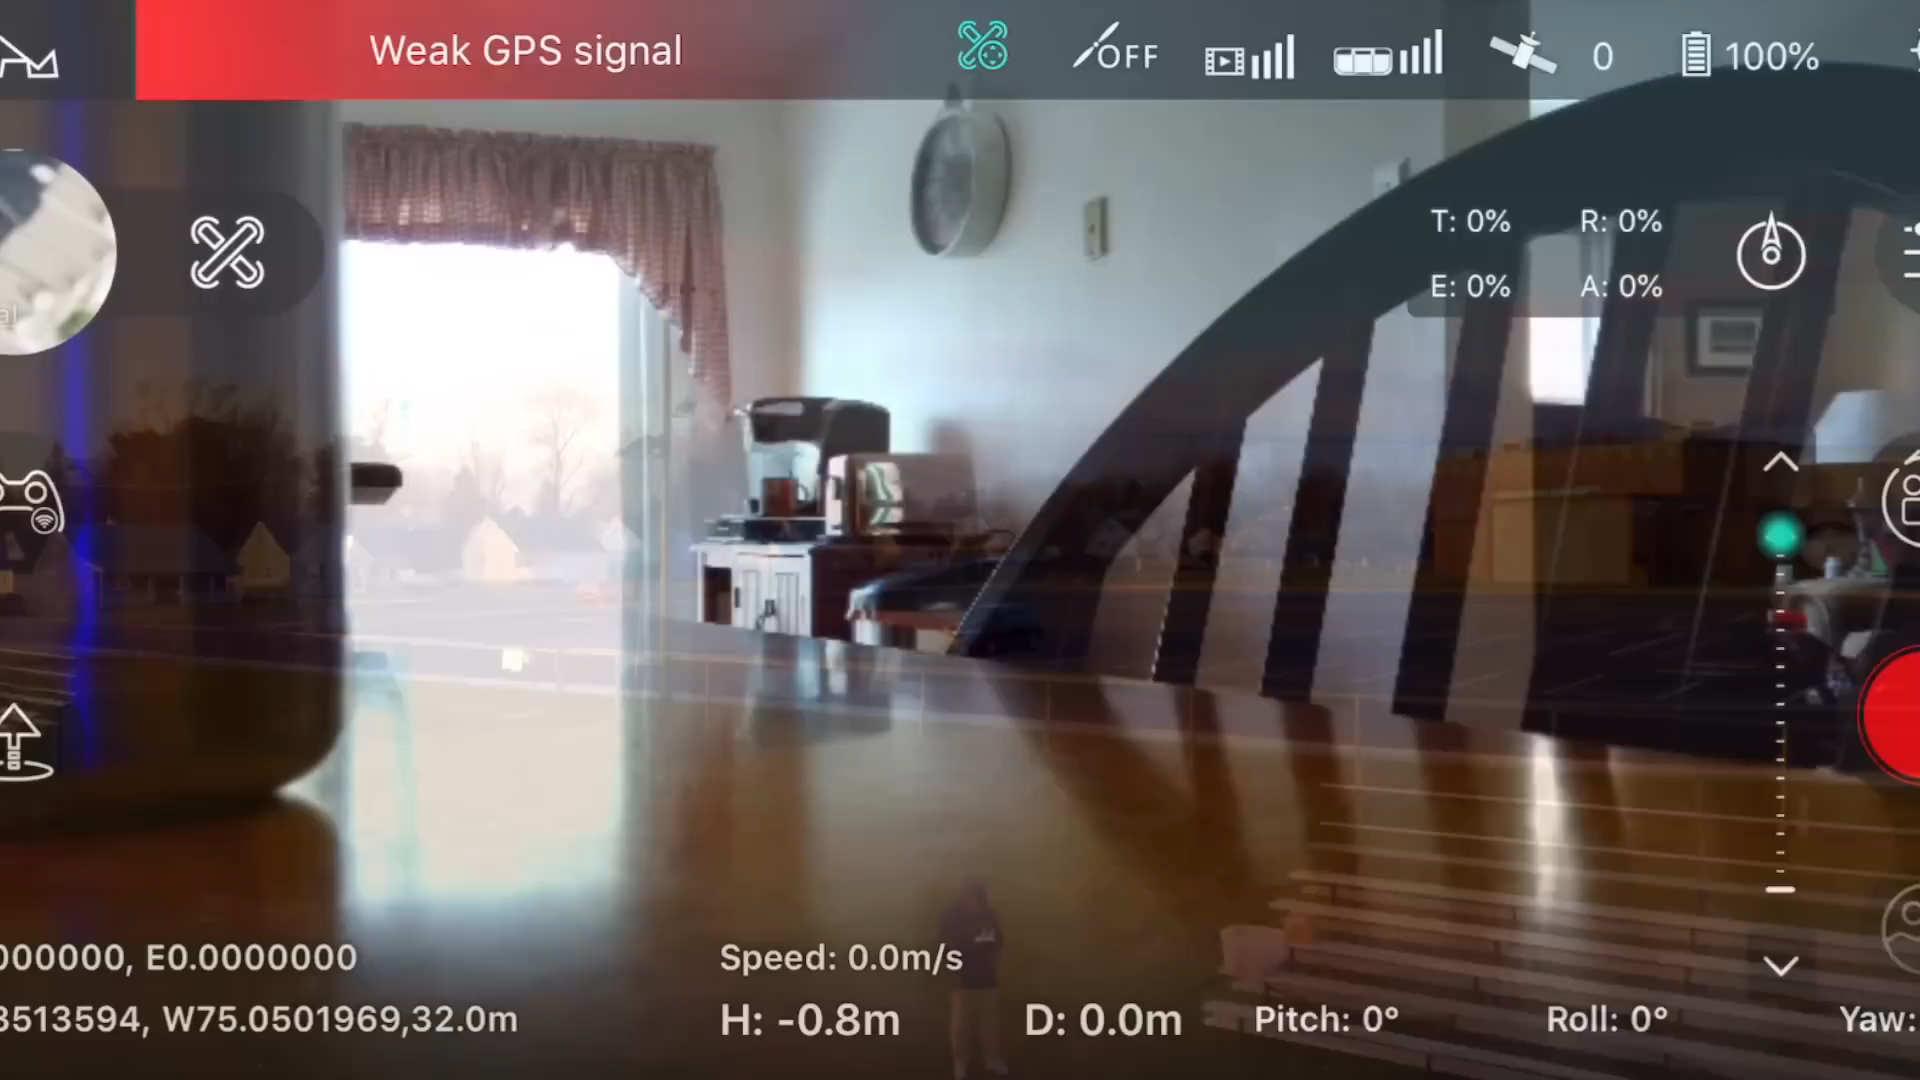 Weak GPS signal
OFF
0
100%
T: 0% R: 0%
E: 0% A: 0%
al
000000, E0.0000000
Speed: 0.0m/s
3513594, W75.0501969,32.0m
H: -0.8m
D: 0.0m
Pitch: 0°
Roll: 0°
Yaw: